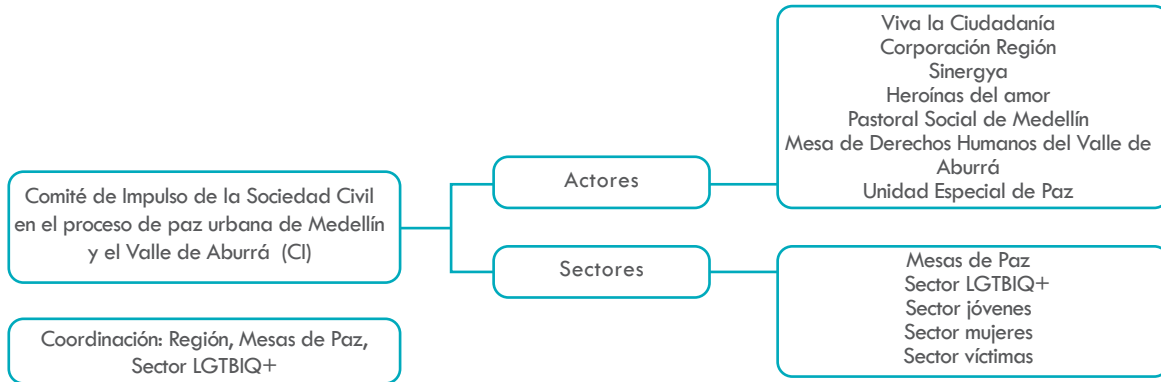 Comité de Impulso de la Sociedad Civil
en el proceso de paz urbana de Medellín
y el Valle de Aburrá (CI)
Coordinación: Región, Mesas de Paz,
Sector LGTBIQ+
Actores
Sectores
Viva la Ciudadanía
Corporación Región
Sinergya
Heroínas del amor
Pastoral Social de Medellín
Mesa de Derechos Humanos del Valle de
Aburrá
Unidad Especial de Paz
Mesas de Paz
Sector LGTBIQ+
Sector jóvenes
Sector mujeres
Sector víctimas